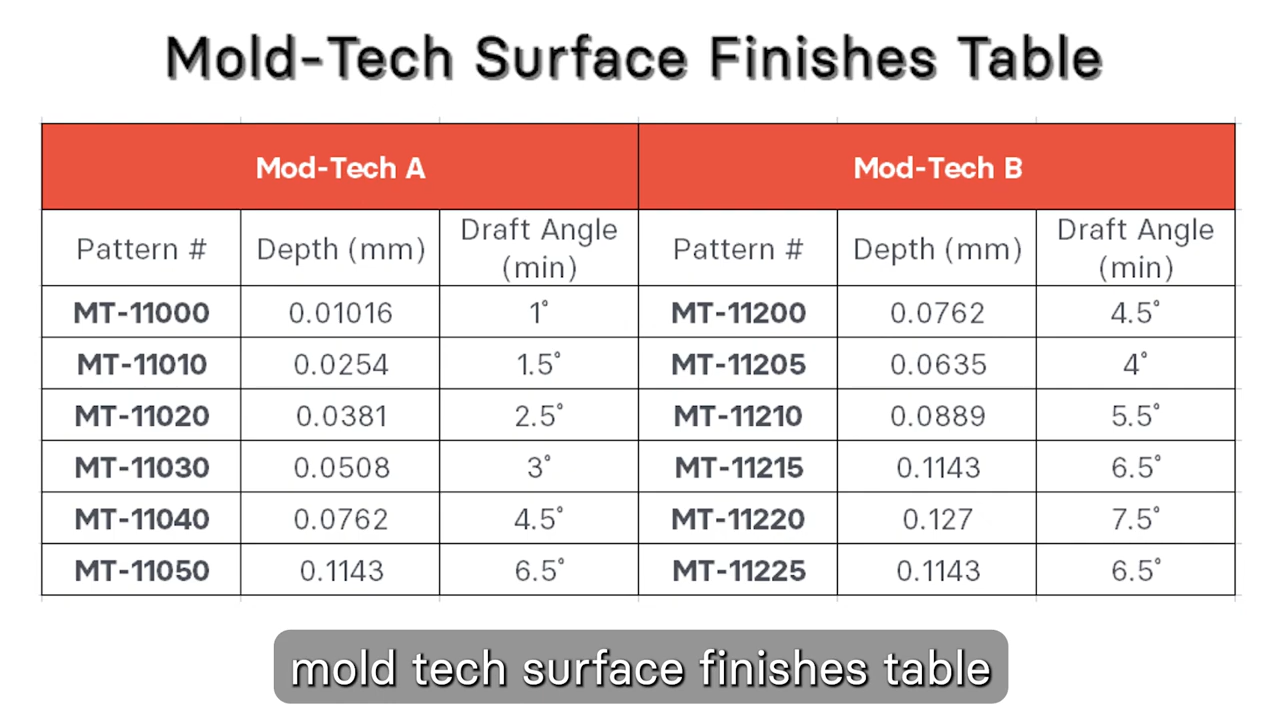 Mold-Tech Surface Finishes Table
Mod-Tech A Mod-Tech B
Pattern # Depth (mm) Draft Angle (min) Pattern # Depth (mm) Draft Angle (min)
MT-11000 0.01016 1° MT-11200 0.0762 4.5°
MT-11010 0.0254 1.5° MT-11205 0.0635 4°
MT-11020 0.0381 2.5° MT-11210 0.0889 5.5°
MT-11030 0.0508 3° MT-11215 0.1143 6.5°
MT-11040 0.0762 4.5° MT-11220 0.127 7.5°
MT-11050 0.1143 6.5° MT-11225 0.1143 6.5°
mold tech surface finishes table